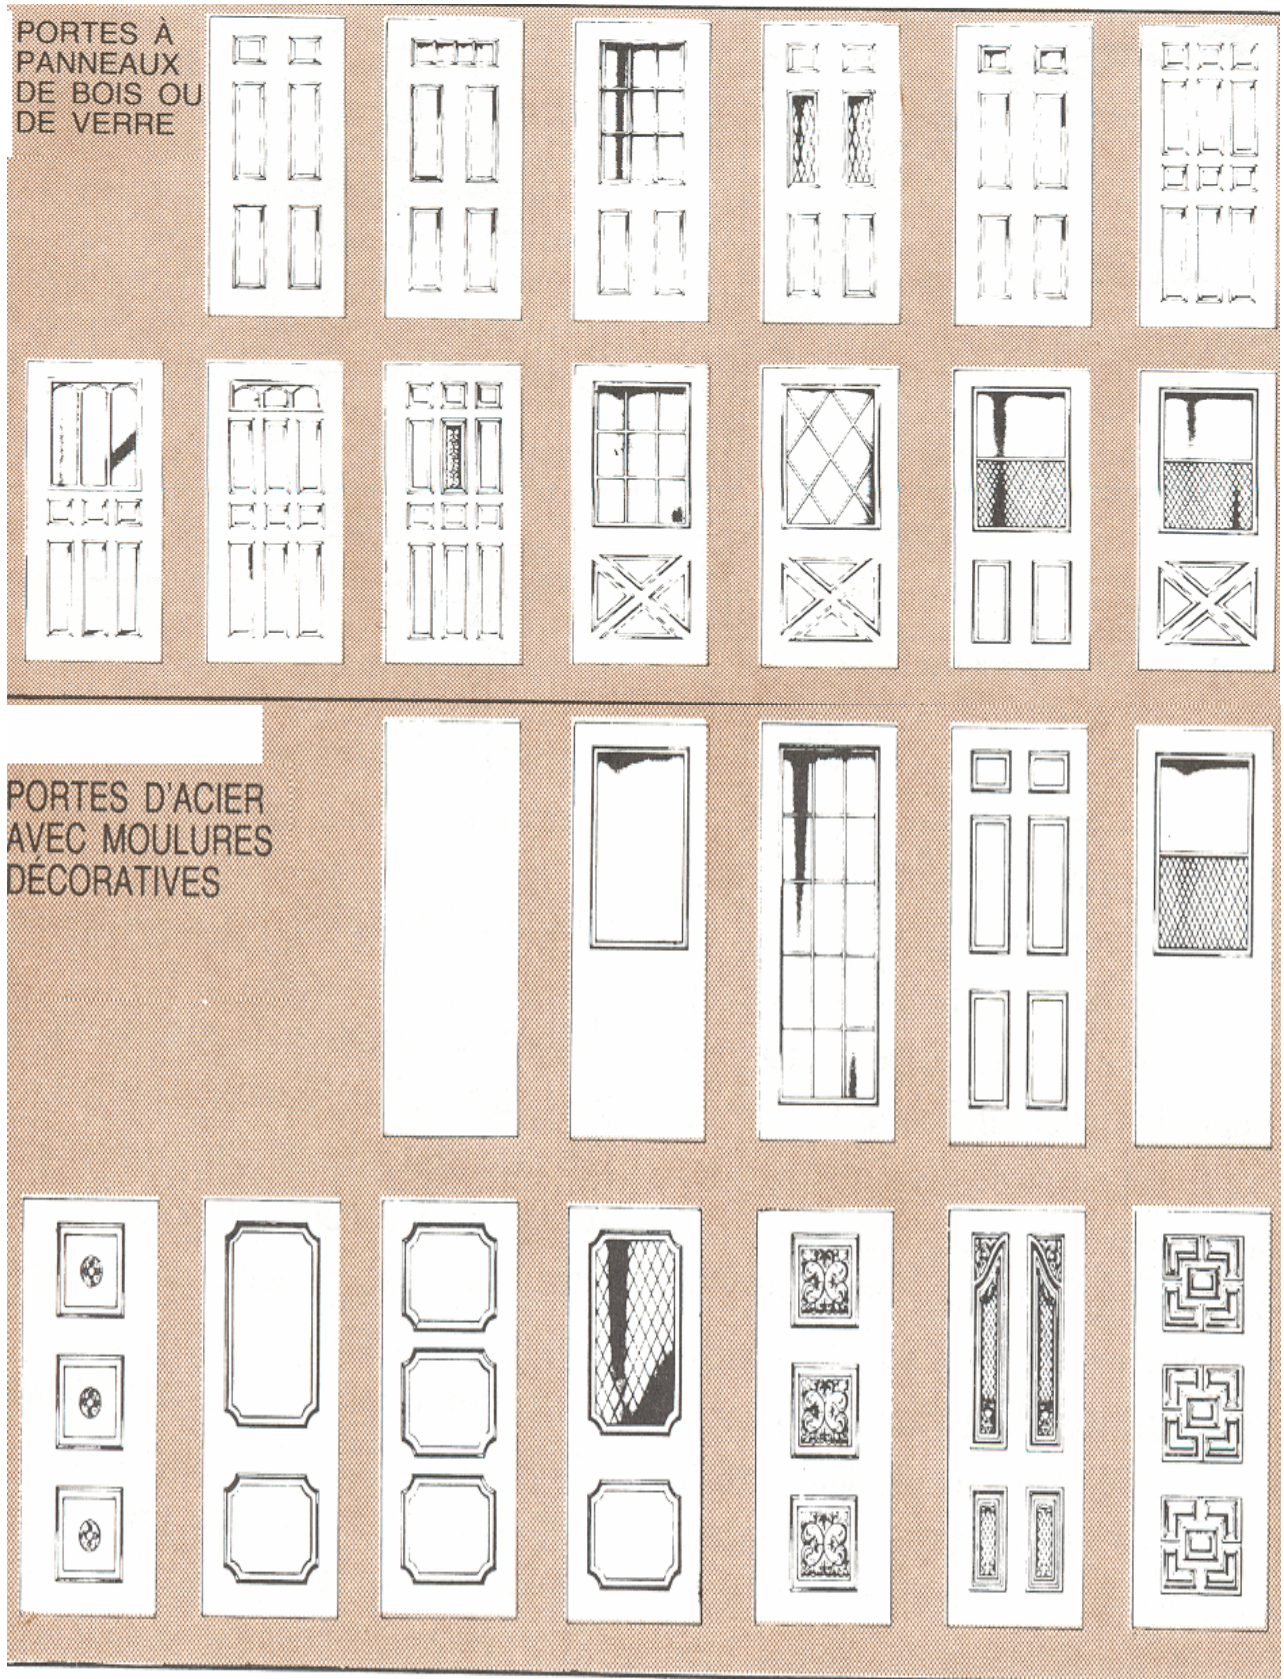 PORTES À
PANNEAUX
DE BOIS OU
DE VERRE
PORTES D'ACIER
AVEC MOULURES
DÉCORATIVES